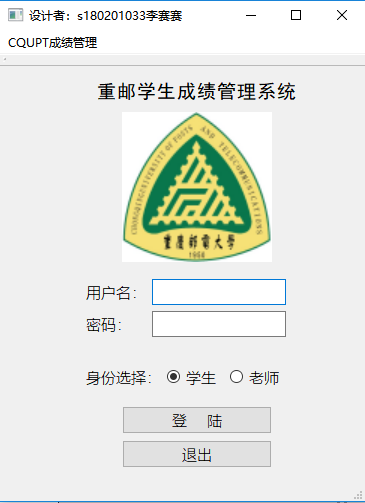 设计者：s180201033李赛赛
CQUPT成绩管理
重邮学生成绩管理系统
CHONGQING UNIVERSITY OF POSTS AND TELECOMMUNICATIONS
重庆邮电大学
1950
用户名：
密码：
身份选择： 学生 老师
登 陆
退出